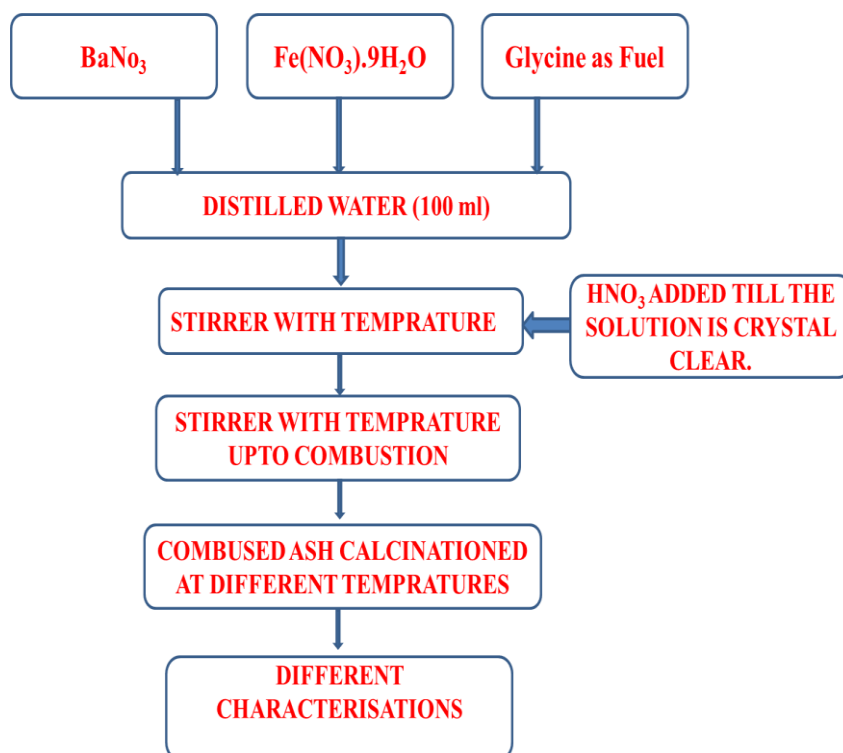 BaNo₃
Fe(NO₃).9H₂O
Glycine as Fuel
DISTILLED WATER (100 ml)
STIRRER WITH TEMPRATURE
HNO₃ ADDED TILL THE
SOLUTION IS CRYSTAL
CLEAR.
STIRRER WITH TEMPRATURE
UPTO COMBUSTION
COMBUSED ASH CALCINATIONED
AT DIFFERENT TEMPRATURES
DIFFERENT
CHARACTERISATIONS